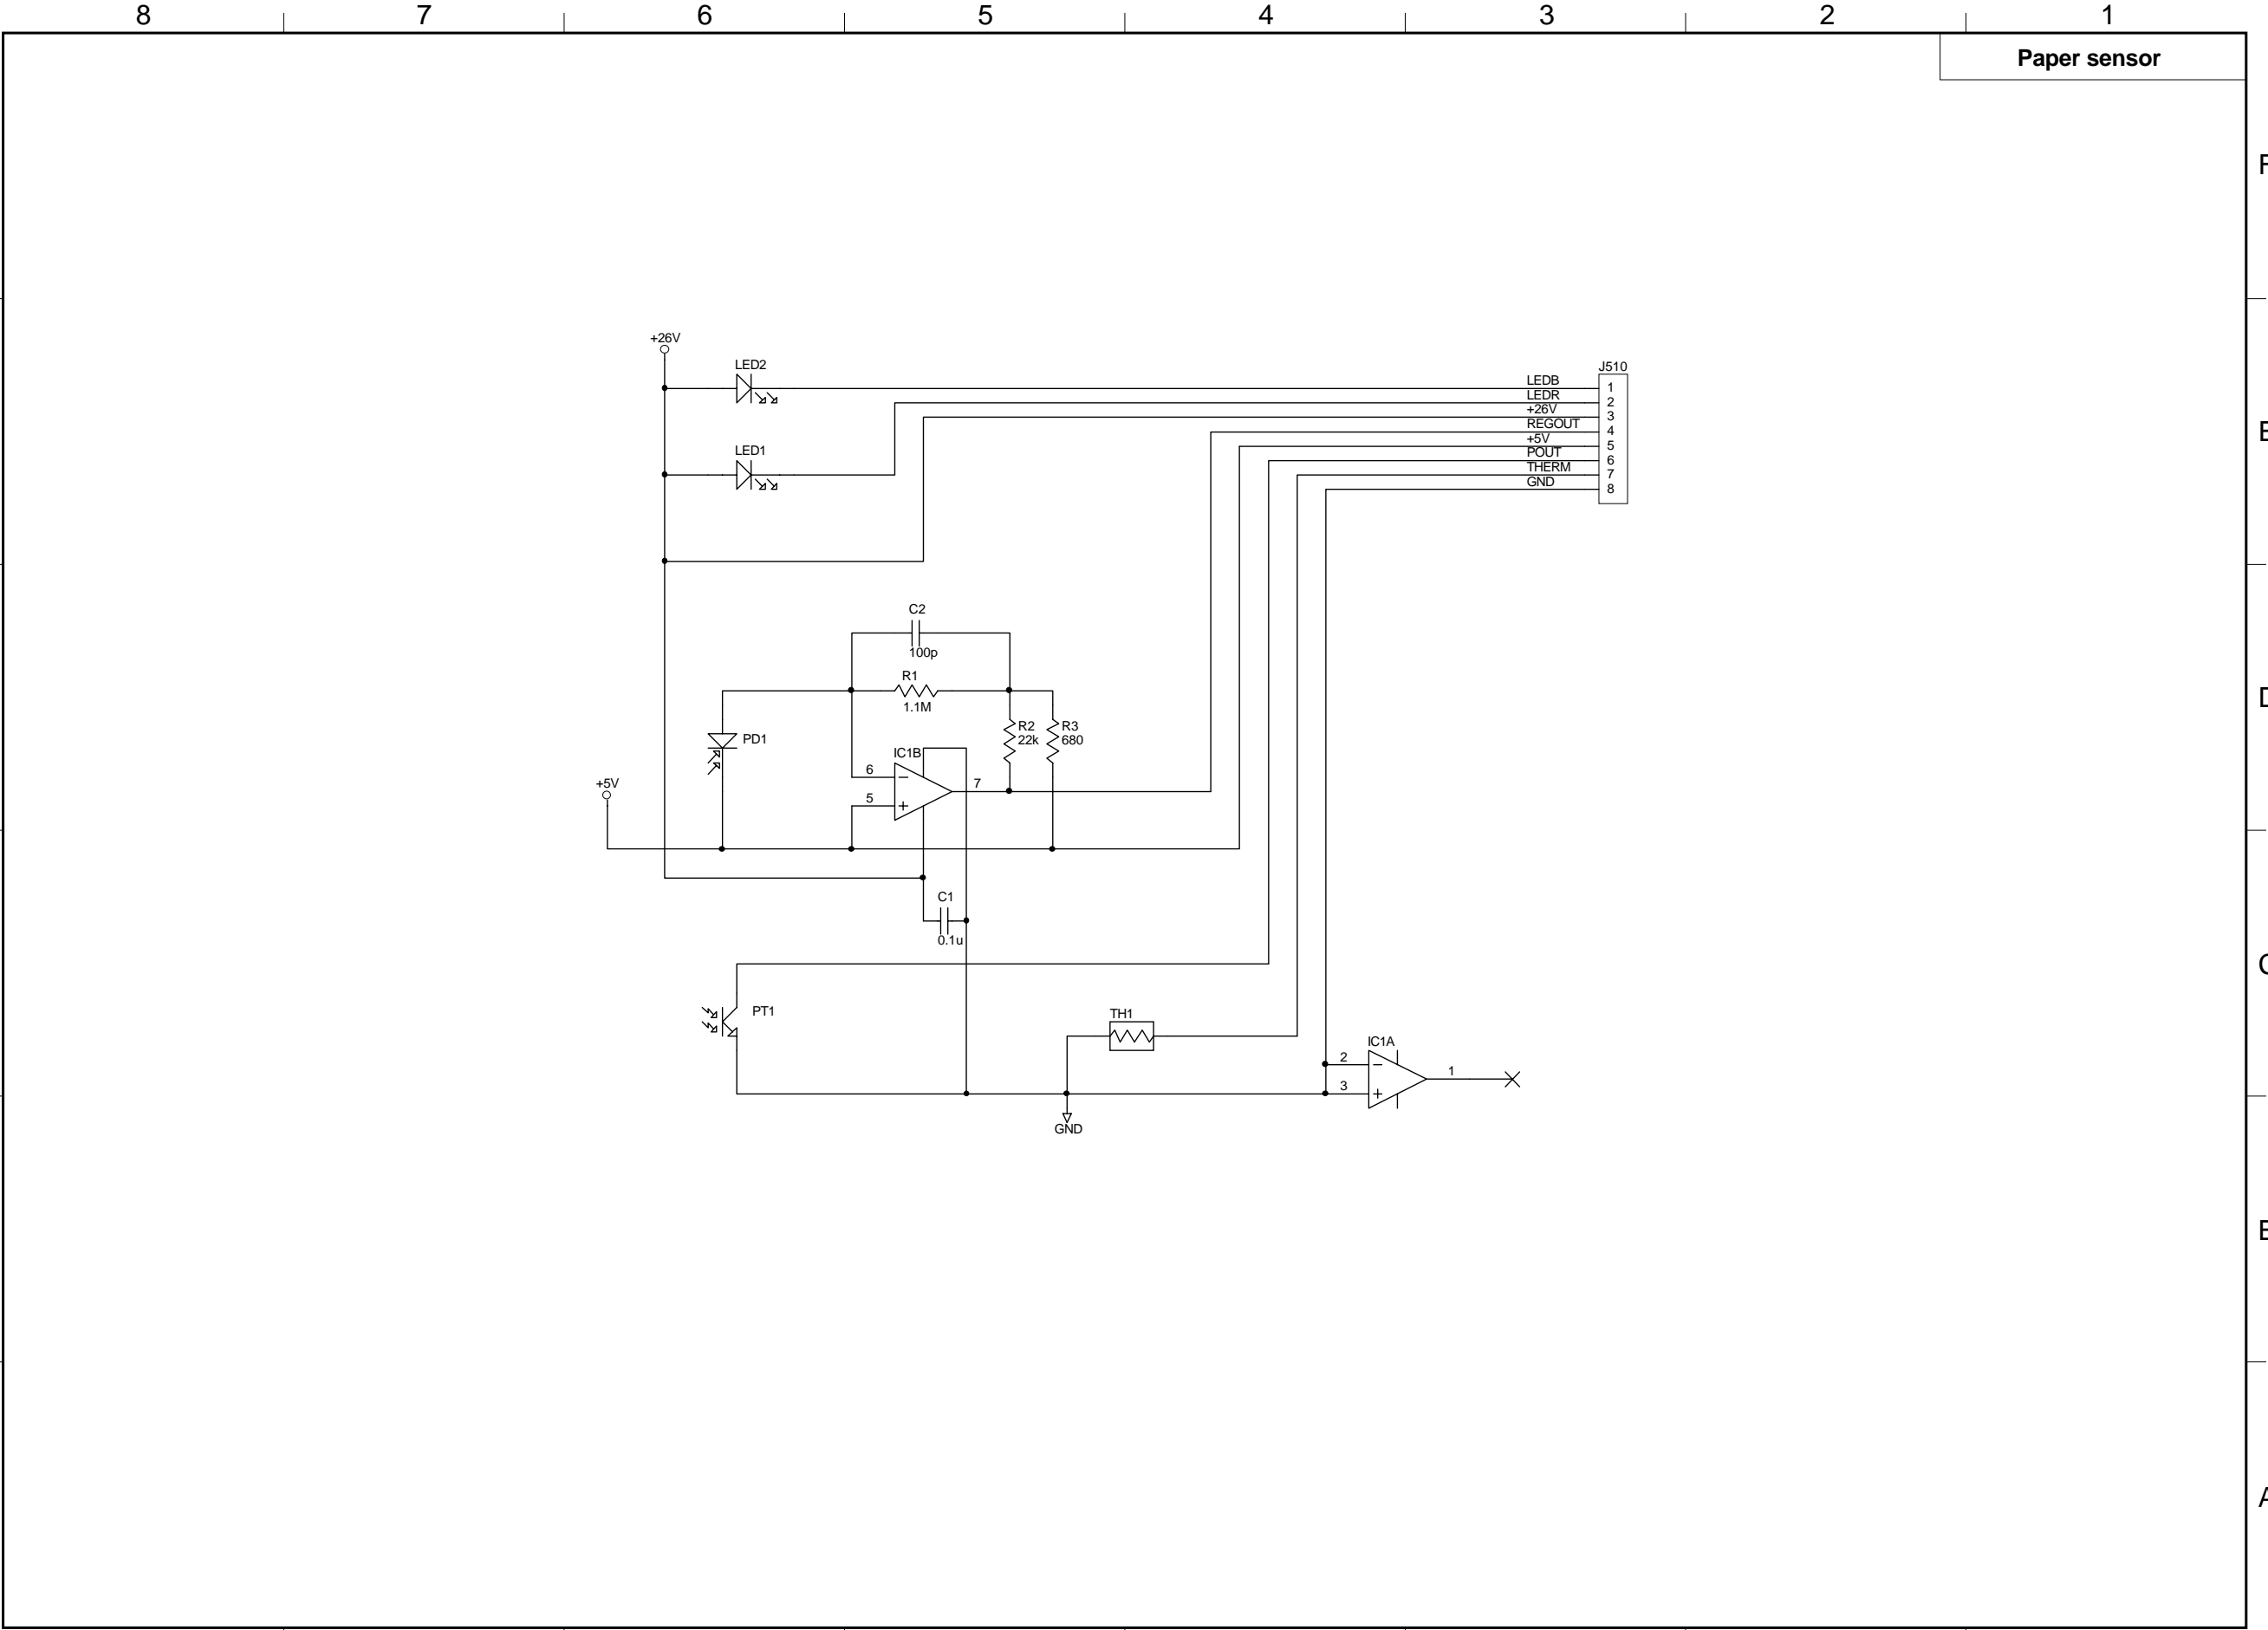 8 7 6 5 4 3 2 1
Paper sensor
F
E
D
C
B
A
+26V
LED2
J510
LEDB 1
LEDR 2
+26V 3
REGOUT 4
+5V 5
POUT 6
THERM 7
GND 8
LED1
C2
100p
R1
1.1M
R2
22k
R3
680
PD1
IC1B
6
5
7
+5V
C1
0.1u
PT1
TH1
IC1A
2
3
1
GND